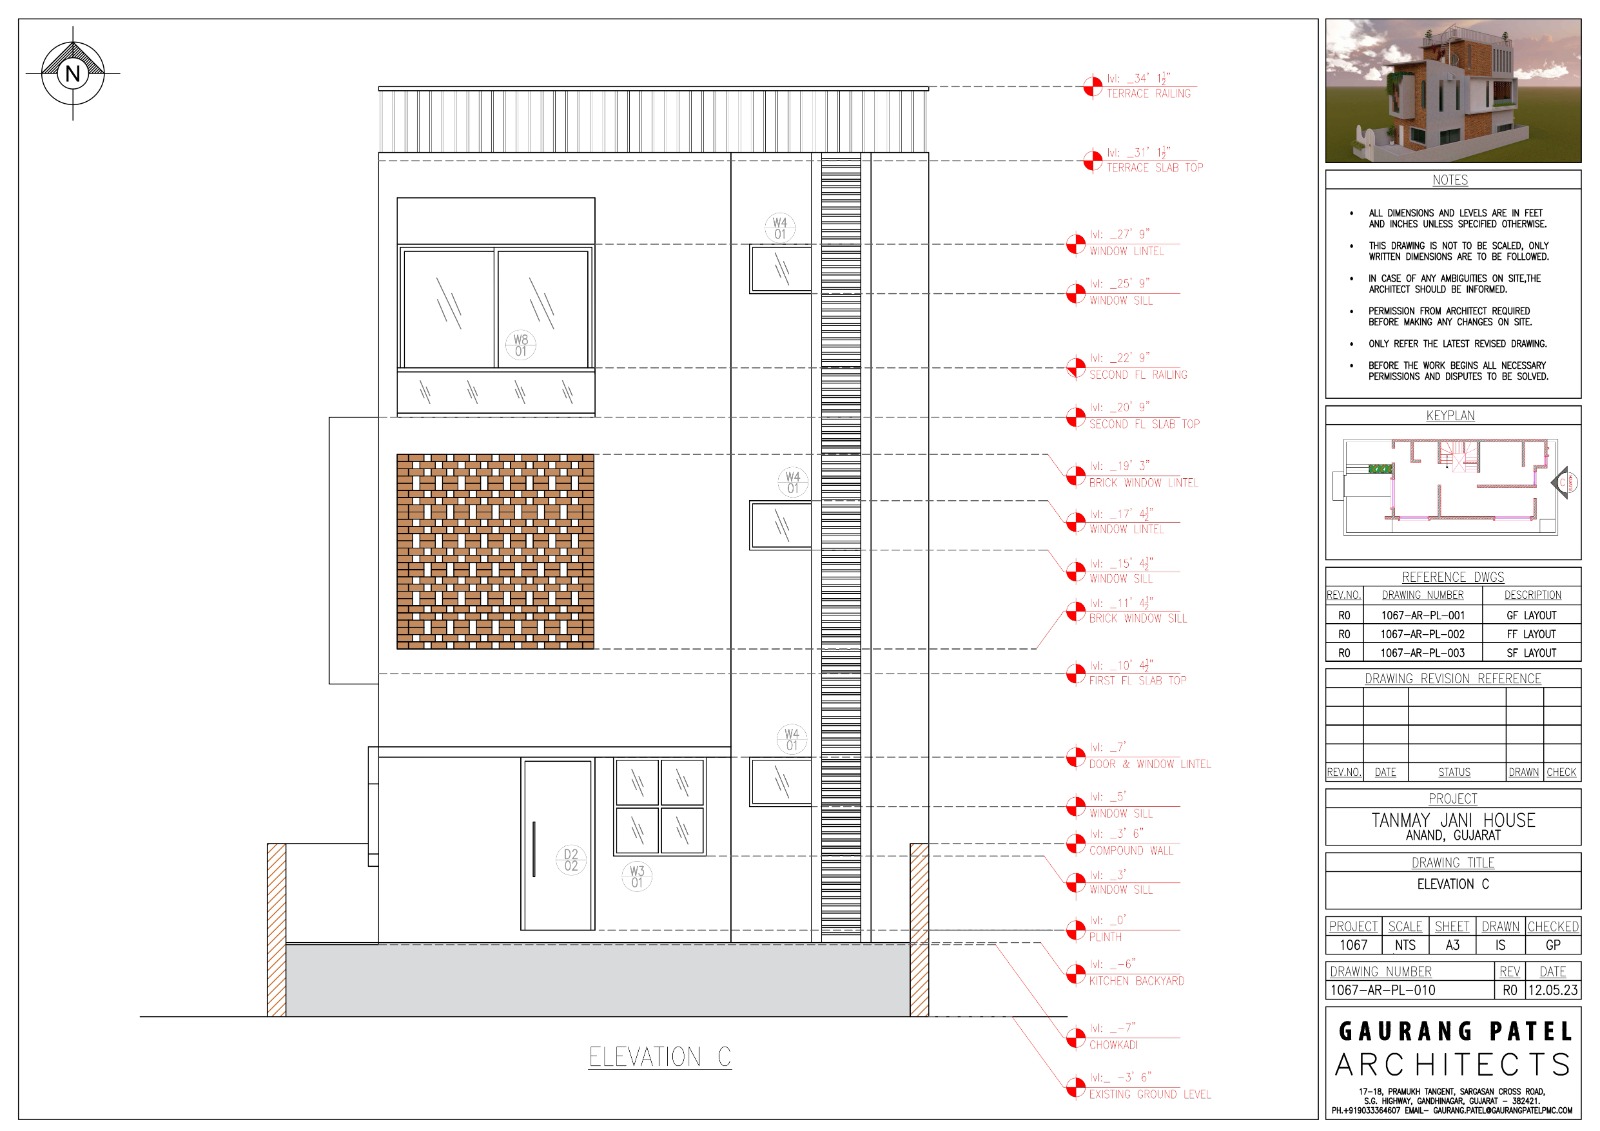 N
lvl: _34' 1½"
TERRACE RAILING
lvl: _31' 1½"
TERRACE SLAB TOP
W4
01
lvl: _27' 9"
WINDOW LINTEL
lvl: _25' 9"
WINDOW SILL
W8
01
lvl: _22' 9"
SECOND FL RAILING
lvl: _20' 9"
SECOND FL SLAB TOP
lvl: _19' 3"
BRICK WINDOW LINTEL
W4
01
lvl: _17' 4½"
WINDOW LINTEL
lvl: _15' 4½"
WINDOW SILL
lvl: _11' 4½"
BRICK WINDOW SILL
lvl: _10' 4½"
FIRST FL SLAB TOP
W4
01
lvl: _7'
DOOR & WINDOW LINTEL
lvl: _5'
WINDOW SILL
lvl: _3' 6"
COMPOUND WALL
D2
02
W3
01
lvl: _3'
WINDOW SILL
lvl: _0'
PLINTH
lvl: _-6"
KITCHEN BACKYARD
lvl: _-7"
CHOWKADI
lvl:_ -3' 6"
EXISTING GROUND LEVEL
ELEVATION C
NOTES
• ALL DIMENSIONS AND LEVELS ARE IN FEET
AND INCHES UNLESS SPECIFIED OTHERWISE.
• THIS DRAWING IS NOT TO BE SCALED, ONLY
WRITTEN DIMENSIONS ARE TO BE FOLLOWED.
• IN CASE OF ANY AMBIGUITIES ON SITE,THE
ARCHITECT SHOULD BE INFORMED.
• PERMISSION FROM ARCHITECT REQUIRED
BEFORE MAKING ANY CHANGES ON SITE.
• ONLY REFER THE LATEST REVISED DRAWING.
• BEFORE THE WORK BEGINS ALL NECESSARY
PERMISSIONS AND DISPUTES TO BE SOLVED.
KEYPLAN
C
REFERENCE DWGS
REV.NO. DRAWING NUMBER DESCRIPTION
R0 1067-AR-PL-001 GF LAYOUT
R0 1067-AR-PL-002 FF LAYOUT
R0 1067-AR-PL-003 SF LAYOUT
DRAWING REVISION REFERENCE
REV.NO. DATE STATUS DRAWN CHECK
PROJECT
TANMAY JANI HOUSE
ANAND, GUJARAT
DRAWING TITLE
ELEVATION C
PROJECT SCALE SHEET DRAWN CHECKED
1067 NTS A3 IS GP
DRAWING NUMBER REV DATE
1067-AR-PL-010 R0 12.05.23
GAURANG PATEL
ARCHITECTS
17-18, PRAMUKH TANGENT, SARGASAN CROSS ROAD,
S.G. HIGHWAY, GANDHINAGAR, GUJARAT - 382421.
PH.+919033364607 EMAIL- GAURANG.PATEL@GAURANGPATELPMC.COM